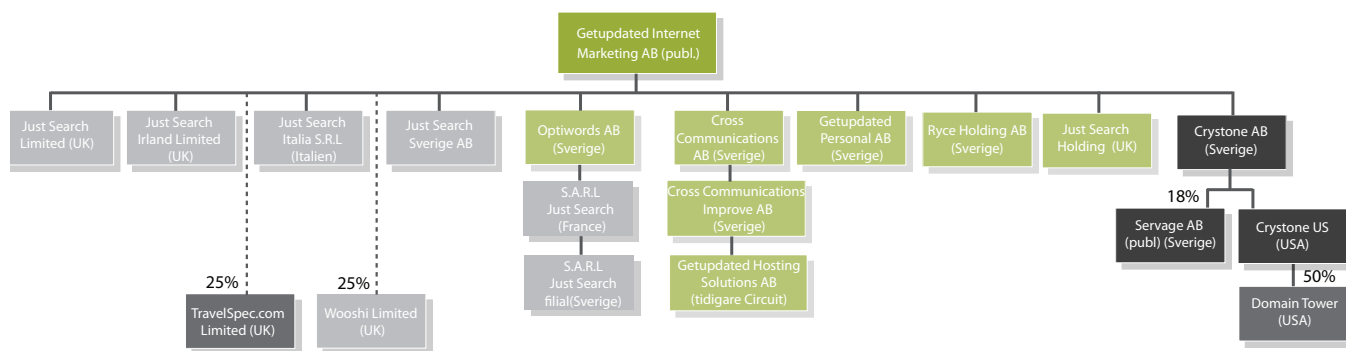 Getupdated Internet
Marketing AB (publ.)
Just Search
Limited (UK)
Just Search
Irland Limited
(UK)
Just Search
Italia S.R.L
(Italien)
Just Search
Sverige AB
Optiwords AB
(Sverige)
Cross
Communications
AB (Sverige)
Getupdated
Personal AB
(Sverige)
Ryce Holding AB
(Sverige)
Just Search
Holding (UK)
Crystone AB
(Sverige)
S.A.R.L
Just Search
(France)
Cross Communications
Improve AB
(Sverige)
18%
Servage AB
(publ) (Sverige)
Crystone US
(USA)
S.A.R.L
Just Search
filial(Sverige)
Getupdated Hosting
Solutions AB
(tidigare Circuit)
25%
TravelSpec.com
Limited (UK)
25%
Wooshi Limited
(UK)
50%
Domain Tower
(USA)